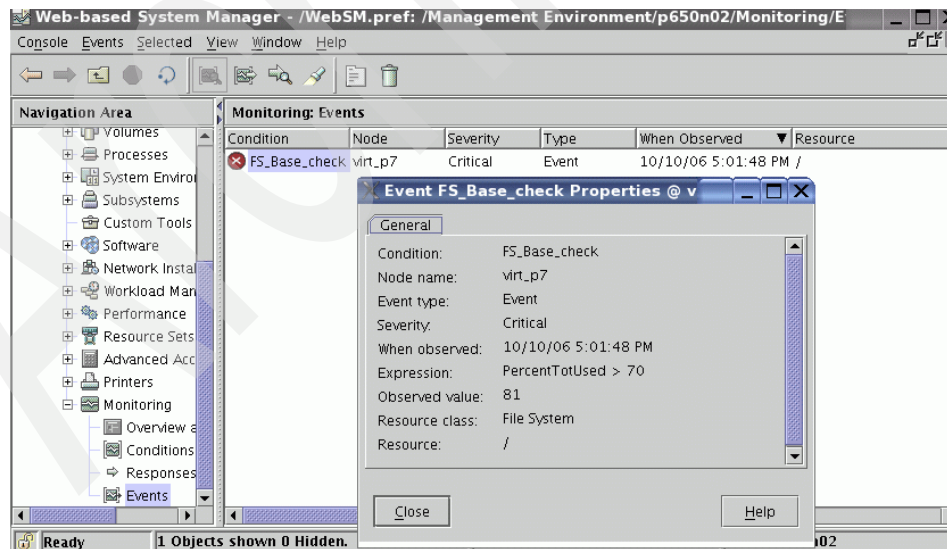 Web-based System Manager - /WebSM.pref: /Management Environment/p650n02/Monitoring/E
Console Events Selected View Window Help
Navigation Area
Volumes
Processes
System Enviro
Subsystems
Custom Tools
Software
Network Instal
Workload Man
Performance
Resource Sets
Advanced Acc
Printers
Monitoring
Overview a
Conditions
Responses
Events
Monitoring: Events
Condition Node Severity Type When Observed Resource
FS_Base_check virt_p7 Critical Event 10/10/06 5:01:48 PM /
Event FS_Base_check Properties @ v
General
Condition: FS_Base_check
Node name: virt_p7
Event type: Event
Severity: Critical
When observed: 10/10/06 5:01:48 PM
Expression: PercentTotUsed > 70
Observed value: 81
Resource class: File System
Resource: /
Close Help
Ready 1 Objects shown 0 Hidden. n02